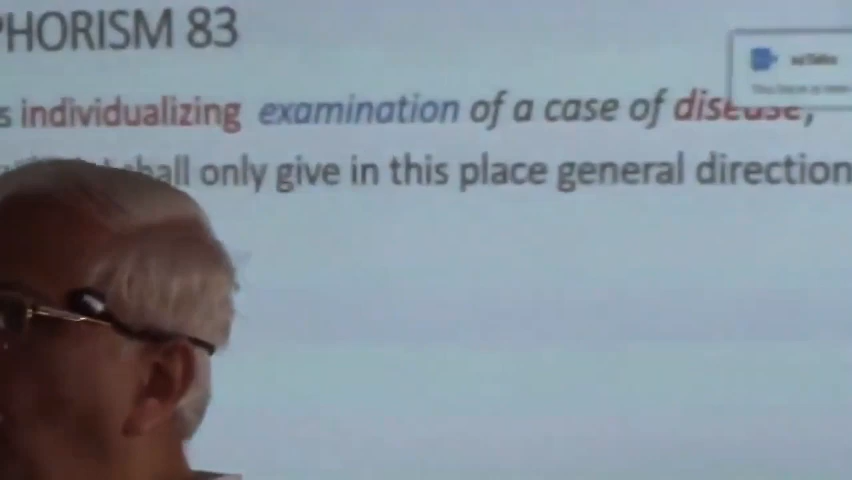 PHORISM 83
s individualizing examination of a case of disease,
shall only give in this place general direction